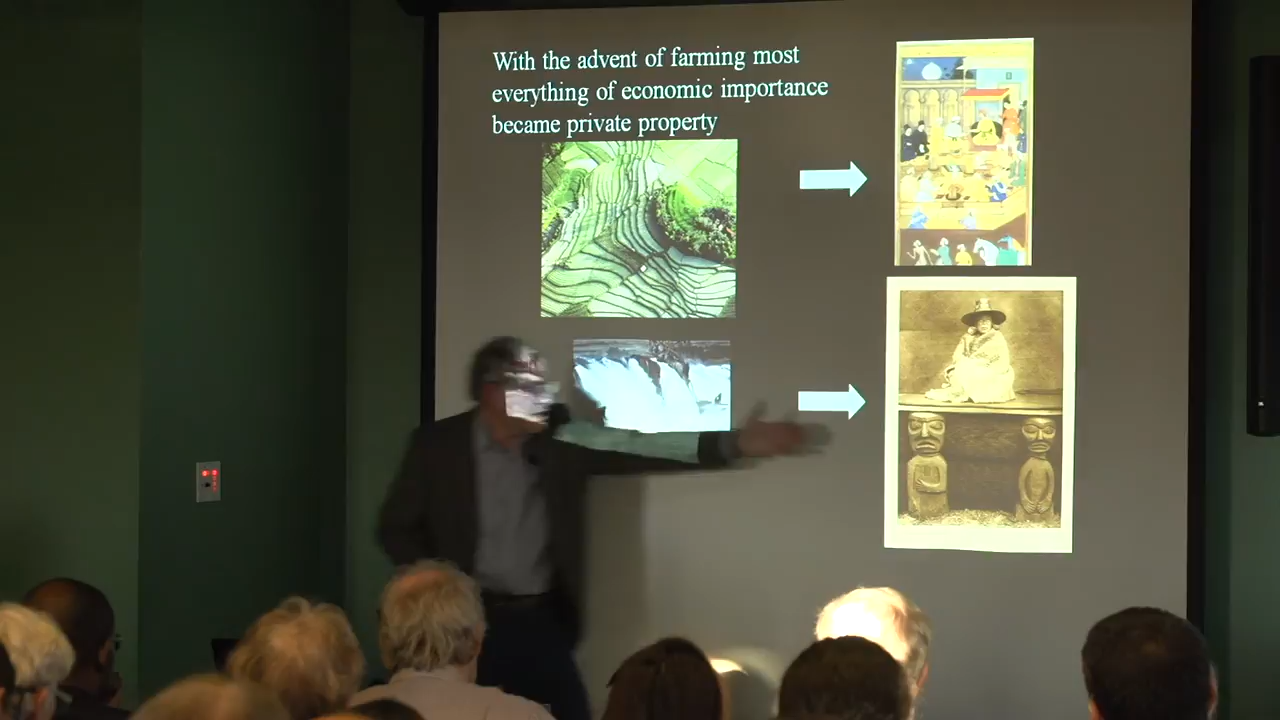 With the advent of farming most
everything of economic importance
became private property